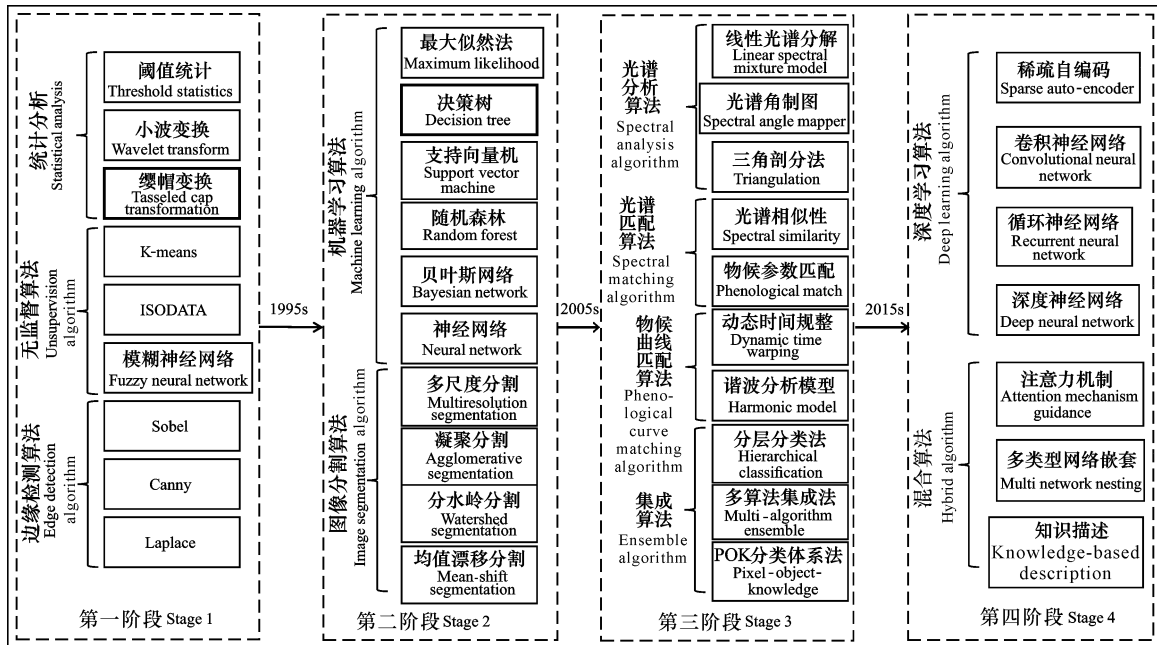 统计分析
Statistical analysis
阈值统计
Threshold statistics
小波变换
Wavelet transform
缨帽变换
Tasseled cap
transformation
无监督算法
Unsupervision
algorithm
K-means
ISODATA
模糊神经网络
Fuzzy neural network
边缘检测算法
Edge detection
algorithm
Sobel
Canny
Laplace
第一阶段 Stage 1
1995s
机器学习算法
Machine learning algorithm
最大似然法
Maximum likelihood
决策树
Decision tree
支持向量机
Support vector
machine
随机森林
Random forest
贝叶斯网络
Bayesian network
神经网络
Neural network
图像分割算法
Image segmentation algorithm
多尺度分割
Multiresolution
segmentation
凝聚分割
Agglomerative
segmentation
分水岭分割
Watershed
segmentation
均值漂移分割
Mean-shift
segmentation
第二阶段 Stage 2
2005s
光谱
分析
算法
Spectral
analysis
algorithm
线性光谱分解
Linear spectral
mixture model
光谱角制图
Spectral angle mapper
三角剖分法
Triangulation
光谱
匹配
算法
Spectral
matching algorithm
光谱相似性
Spectral similarity
物候参数匹配
Phenological match
物候
曲线
匹配
算法
Pheno-
logical
curve
matching
algorithm
动态时间规整
Dynamic time
warping
谐波分析模型
Harmonic model
集成
算法
Ensemble
algorithm
分层分类法
Hierarchical
classification
多算法集成法
Multi-algorithm
ensemble
POK分类体系法
Pixel-object-
knowledge
第三阶段 Stage 3
2015s
深度学习算法
Deep learning algorithm
稀疏自编码
Sparse auto-encoder
卷积神经网络
Convolutional neural
network
循环神经网络
Recurrent neural
network
深度神经网络
Deep neural network
混合算法
Hybrid algorithm
注意力机制
Attention mechanism
guidance
多类型网络嵌套
Multi network nesting
知识描述
Knowledge-based
description
第四阶段 Stage 4